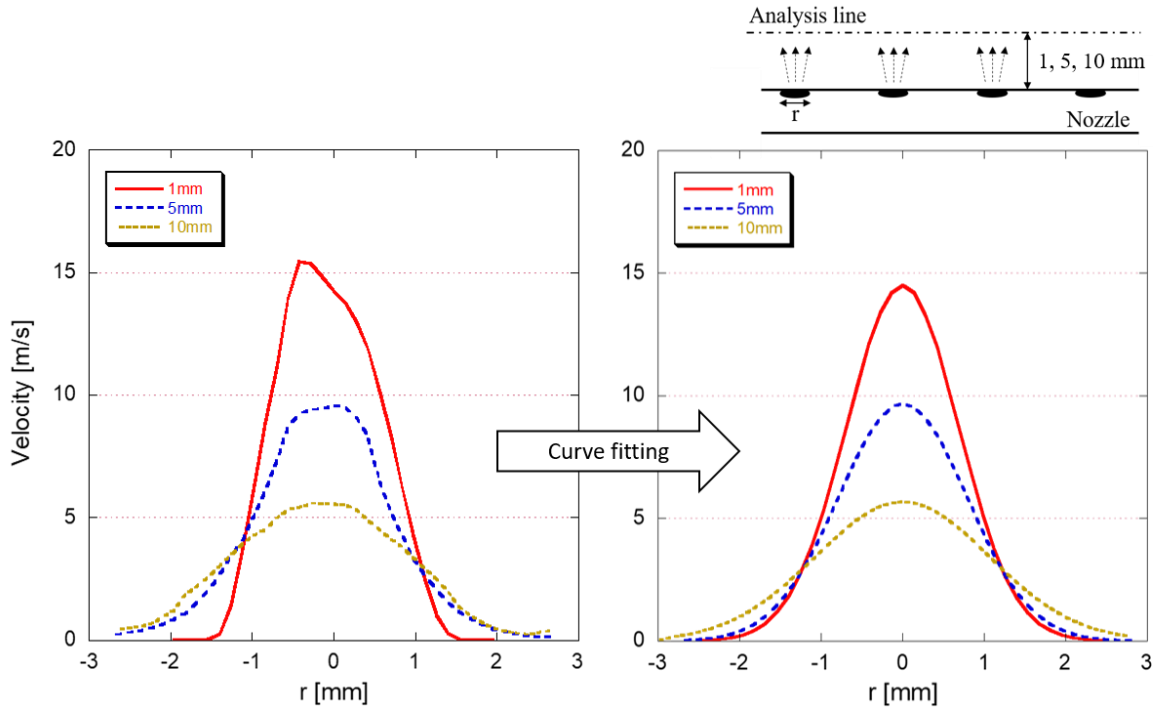 Analysis line
1, 5, 10 mm
r
Nozzle
20
15
10
5
0
Velocity [m/s]
1mm
5mm
10mm
-3 -2 -1 0 1 2 3
r [mm]
Curve fitting
20
15
10
5
0
1mm
5mm
10mm
-3 -2 -1 0 1 2 3
r [mm]